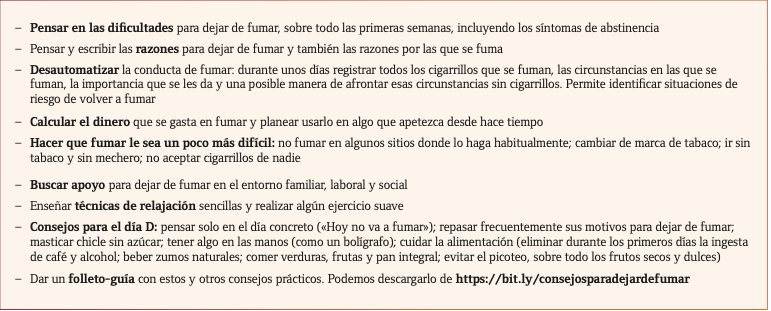 – Pensar en las dificultades para dejar de fumar, sobre todo las primeras semanas, incluyendo los síntomas de abstinencia
– Pensar y escribir las razones para dejar de fumar y también las razones por las que se fuma
– Desautomatizar la conducta de fumar: durante unos días registrar todos los cigarrillos que se fuman, las circunstancias en las que se
fuman, la importancia que se les da y una posible manera de afrontar esas circunstancias sin cigarrillos. Permite identificar situaciones de
riesgo de volver a fumar
– Calcular el dinero que se gasta en fumar y planear usarlo en algo que apetezca desde hace tiempo
– Hacer que fumar le sea un poco más difícil: no fumar en algunos sitios donde lo haga habitualmente; cambiar de marca de tabaco; ir sin
tabaco y sin mechero; no aceptar cigarrillos de nadie
– Buscar apoyo para dejar de fumar en el entorno familiar, laboral y social
– Enseñar técnicas de relajación sencillas y realizar algún ejercicio suave
– Consejos para el día D: pensar solo en el día concreto («Hoy no va a fumar»); repasar frecuentemente sus motivos para dejar de fumar;
masticar chicle sin azúcar; tener algo en las manos (como un bolígrafo); cuidar la alimentación (eliminar durante los primeros días la ingesta
de café y alcohol; beber zumos naturales; comer verduras, frutas y pan integral; evitar el picoteo, sobre todo los frutos secos y dulces)
– Dar un folleto-guía con estos y otros consejos prácticos. Podemos descargarlo de https://bit.ly/consejosparadejardefumar